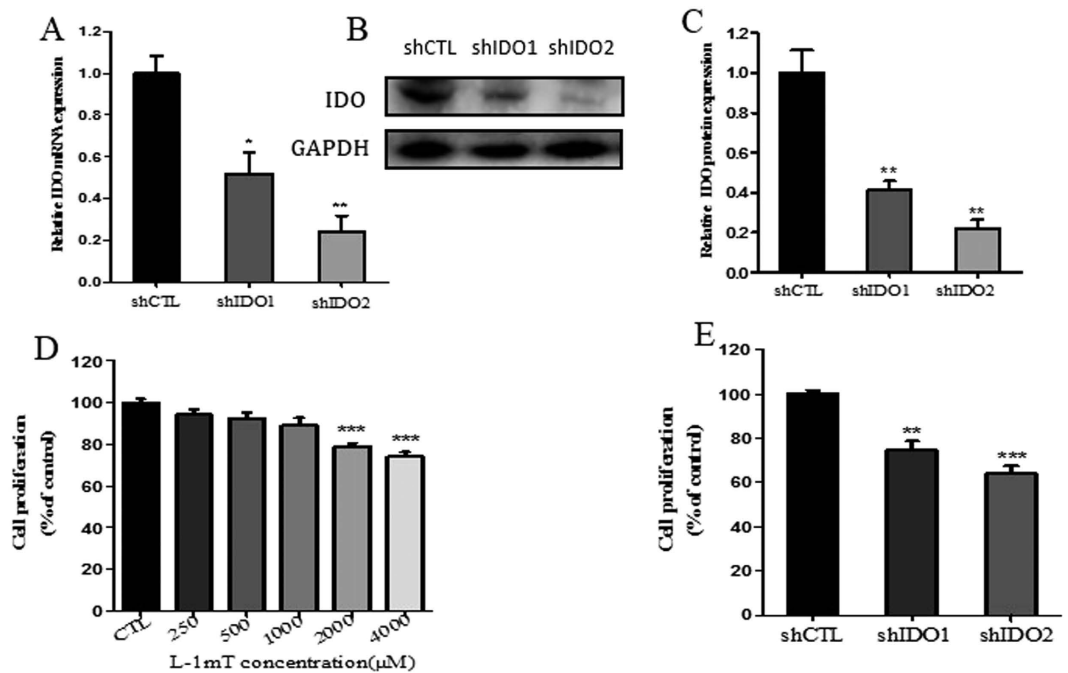 A
Relative IDO mRNA expression
1.2
1.0
0.8
0.6
0.4
0.2
0.0
*
**
shCTL
shIDO1
shIDO2
B
shCTL shIDO1 shIDO2
IDO
GAPDH
C
Relative IDO protein expression
1.2
1.0
0.8
0.6
0.4
0.2
0.0
**
**
shCTL
shIDO1
shIDO2
D
Cell proliferation
(% of control)
120
100
80
60
40
20
0
***
***
CTL
250
500
1000
2000
4000
L-1mT concentration(μM)
E
Cell proliferation
(% of control)
120
100
80
60
40
20
0
**
***
shCTL
shIDO1
shIDO2